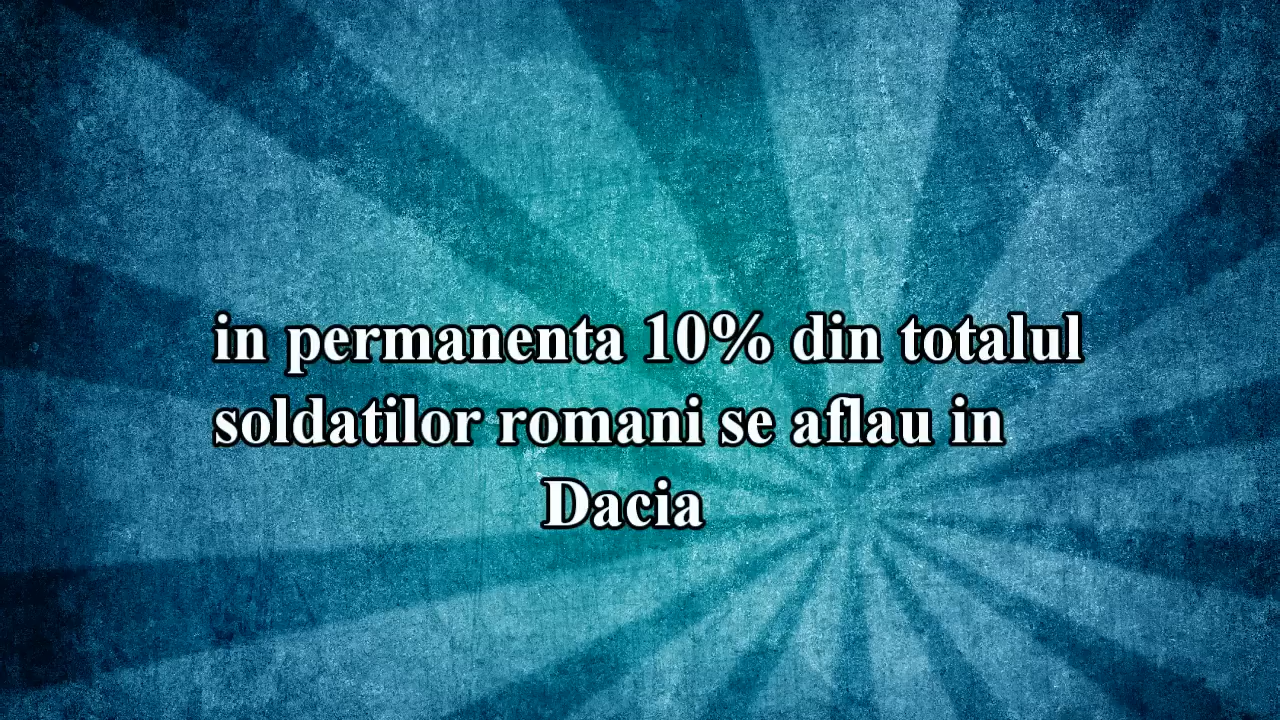 in permanenta 10% din totalul
soldatilor romani se aflau in
Dacia